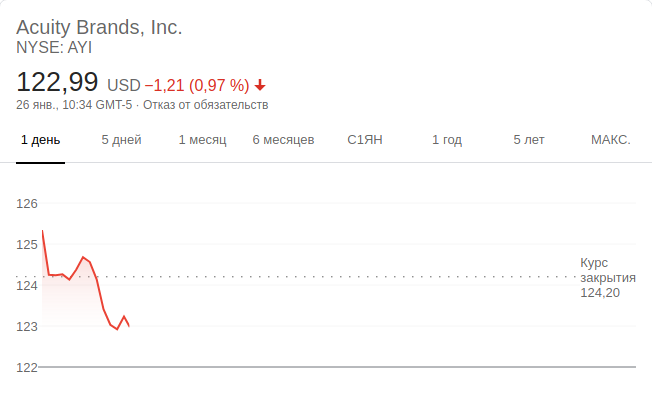 Acuity Brands, Inc.
NYSE: AYI
122,99 USD −1,21 (0,97 %)
26 янв., 10:34 GMT-5 · Отказ от обязательств
1 день 5 дней 1 месяц 6 месяцев С1ЯН 1 год 5 лет МАКС.
126
125
124
123
122
Курс
закрытия
124,20